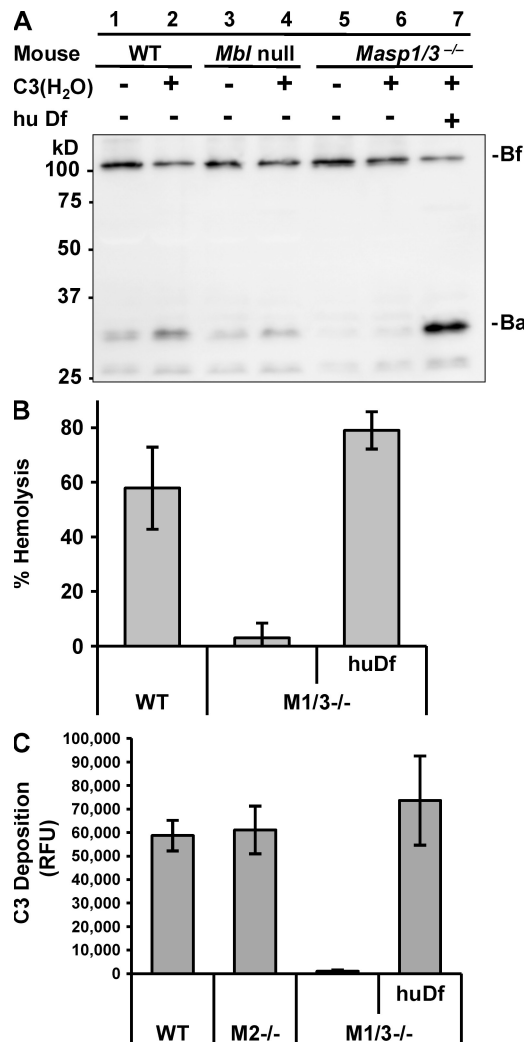 A
1 2 3 4 5 6 7
Mouse WT Mbl null Masp1/3 –/–
C3(H2O) - + - + - + +
hu Df - - - - - - +
kD
100
75
50
37
25
-Bf
-Ba
B
% Hemolysis
80
60
40
20
0
huDf
WT M1/3-/-
C
C3 Deposition
(RFU)
100,000
90,000
80,000
70,000
60,000
50,000
40,000
30,000
20,000
10,000
0
huDf
WT M2-/- M1/3-/-